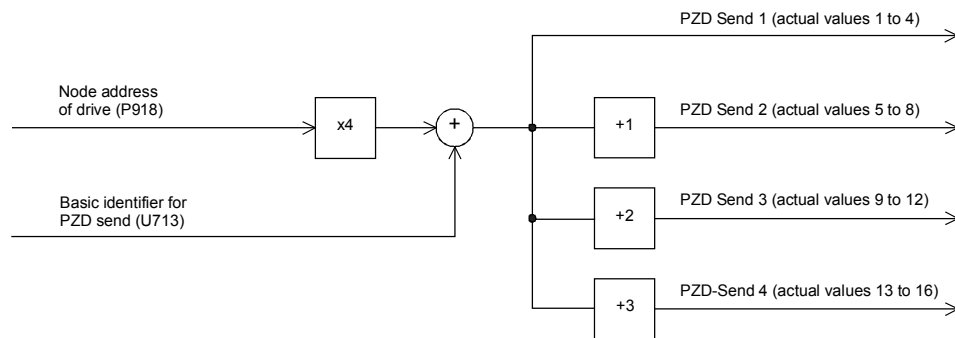 PZD Send 1 (actual values 1 to 4)
Node address
of drive (P918)
x4
+
+1
PZD Send 2 (actual values 5 to 8)
Basic identifier for
PZD send (U713)
+2
PZD Send 3 (actual values 9 to 12)
+3
PZD-Send 4 (actual values 13 to 16)